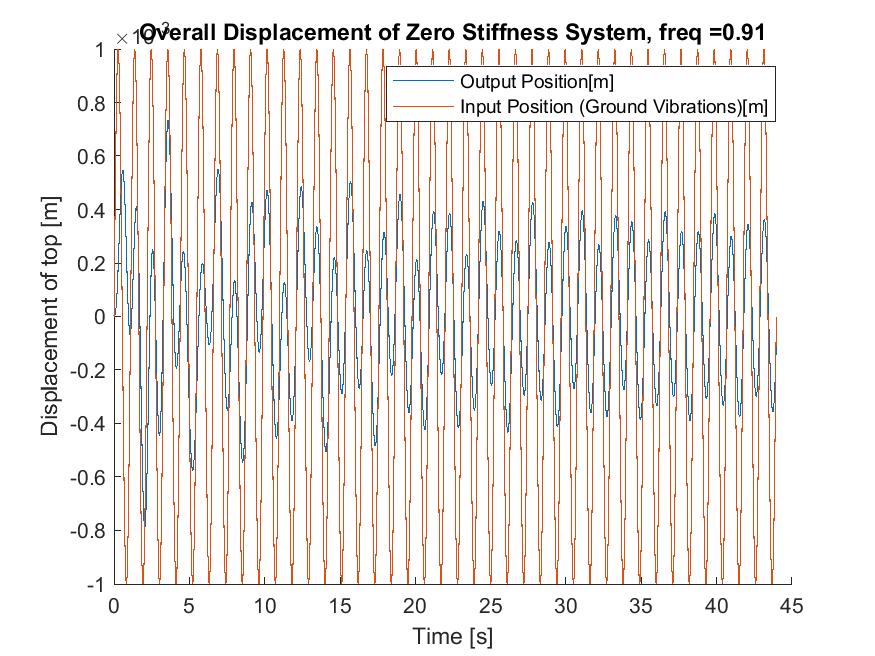 ×10-3
Overall Displacement of Zero Stiffness System, freq =0.91
Output Position[m]
Input Position (Ground Vibrations)[m]
Displacement of top [m]
1
0.8
0.6
0.4
0.2
0
-0.2
-0.4
-0.6
-0.8
-1
0 5 10 15 20 25 30 35 40 45
Time [s]